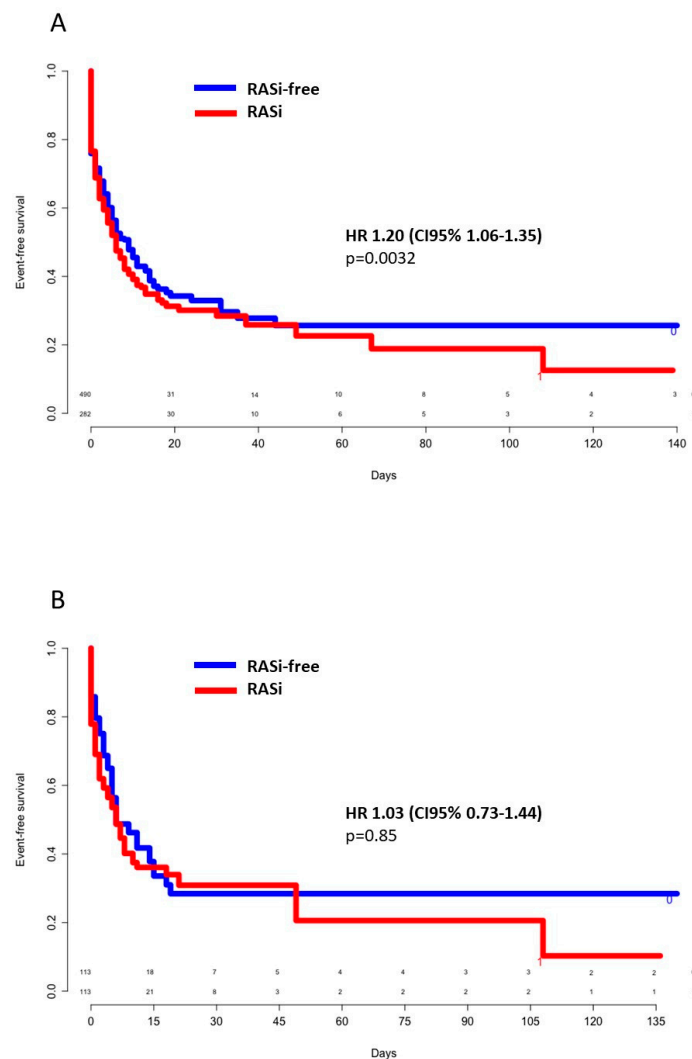 A
Event-free survival
1.0
0.8
0.6
0.4
0.2
0.0
RASi-free
RASi
HR 1.20 (CI95% 1.06-1.35)
p=0.0032
0
1
490 31 14 10 8 5 4 3
282 30 10 6 5 3 2
0 20 40 60 80 100 120 140
Days
B
Event-free survival
1.0
0.8
0.6
0.4
0.2
0.0
RASi-free
RASi
HR 1.03 (CI95% 0.73-1.44)
p=0.85
0
1
113 18 7 5 4 4 3 3 2 2
113 21 8 3 2 2 2 2 1 1
0 15 30 45 60 75 90 105 120 135
Days